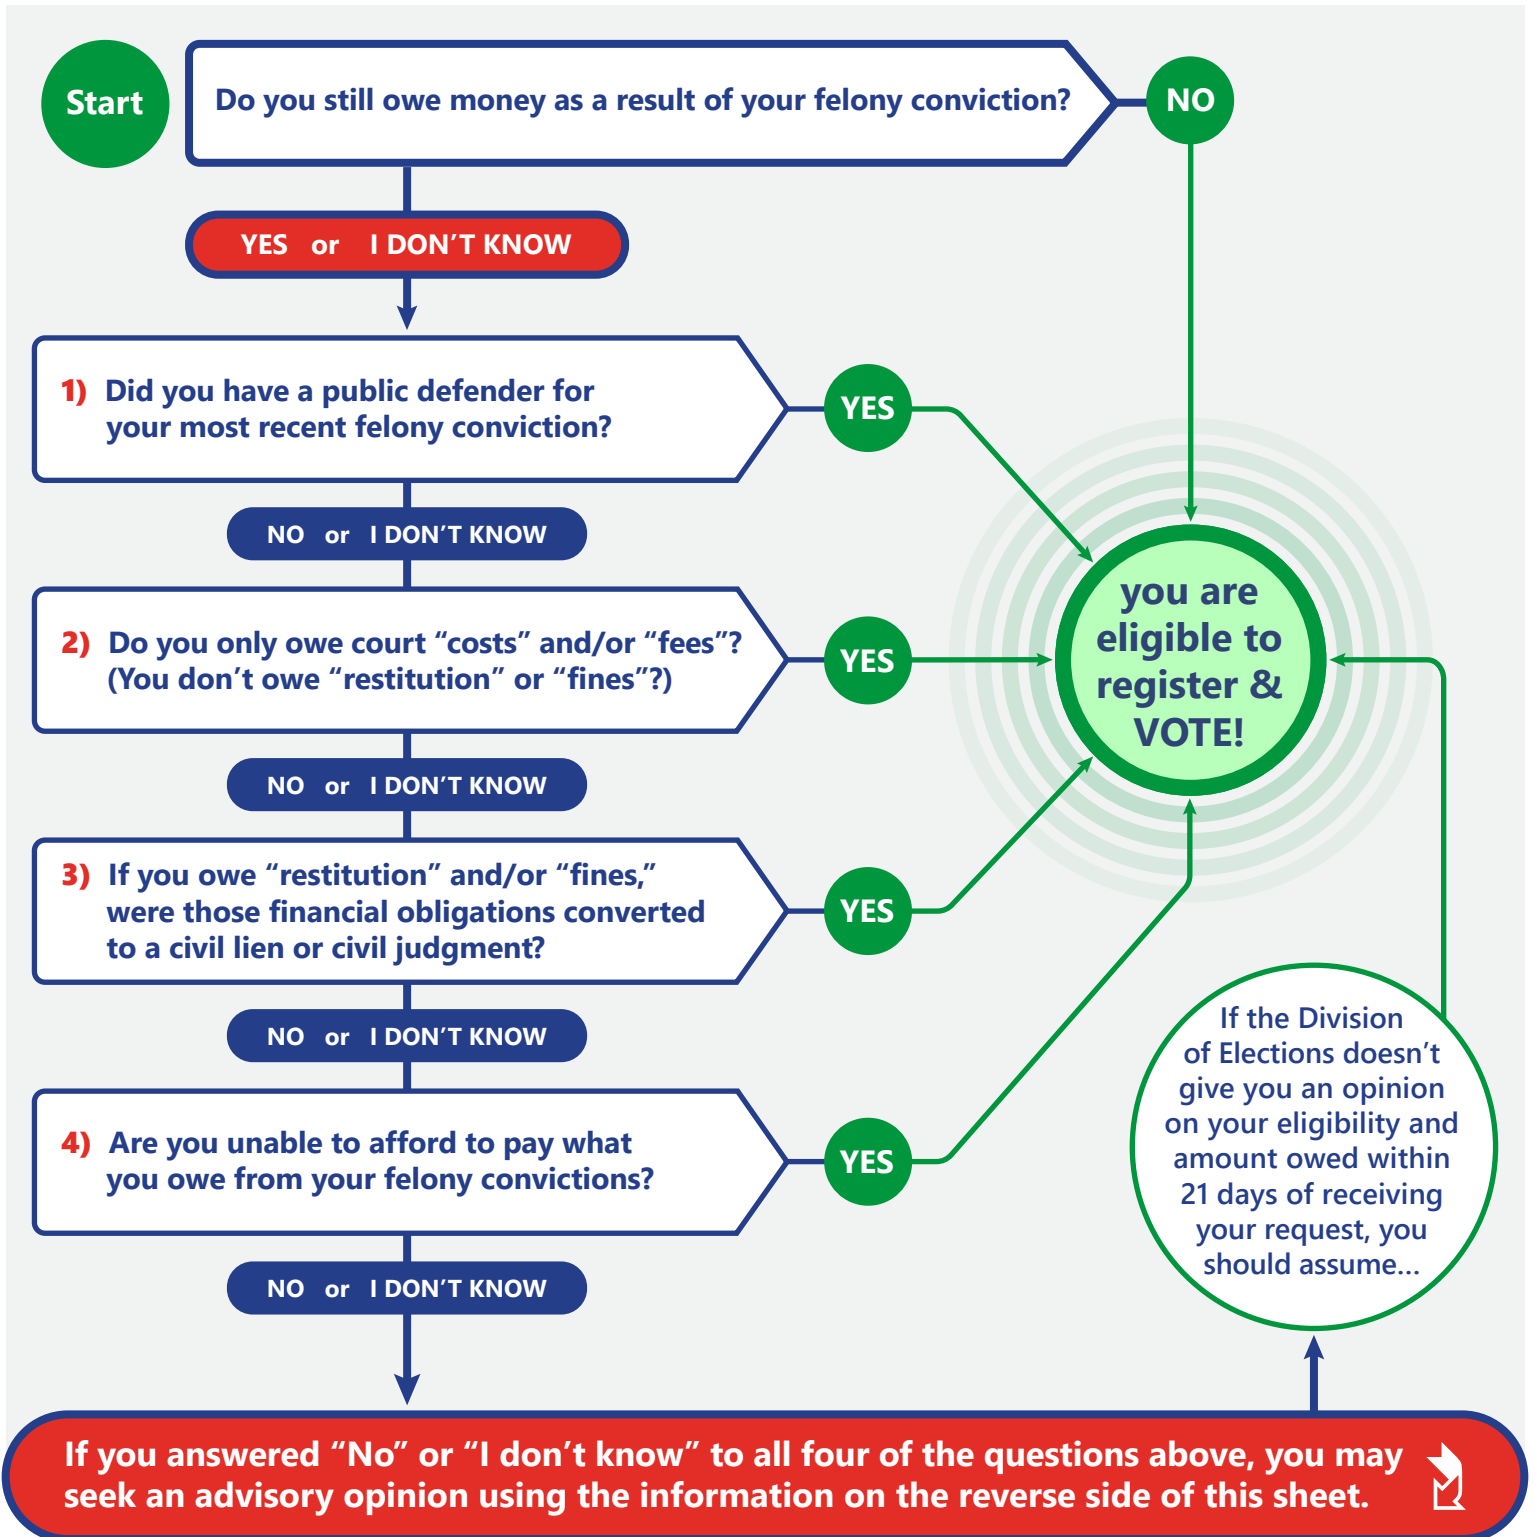 Start
Do you still owe money as a result of your felony conviction?
NO
YES or I DON’T KNOW
1) Did you have a public defender for
your most recent felony conviction?
YES
NO or I DON’T KNOW
2) Do you only owe court “costs” and/or “fees”?
(You don’t owe “restitution” or “fines”?)
YES
NO or I DON’T KNOW
3) If you owe “restitution” and/or “fines,”
were those financial obligations converted
to a civil lien or civil judgment?
YES
NO or I DON’T KNOW
4) Are you unable to afford to pay what
you owe from your felony convictions?
YES
NO or I DON’T KNOW
you are
eligible to
register &
VOTE!
If the Division
of Elections doesn’t
give you an opinion
on your eligibility and
amount owed within
21 days of receiving
your request, you
should assume...
If you answered “No” or “I don’t know” to all four of the questions above, you may
seek an advisory opinion using the information on the reverse side of this sheet.